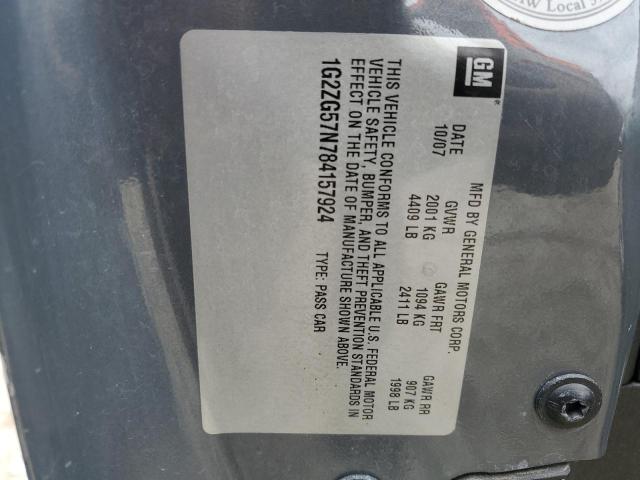 GM
MFD BY GENERAL MOTORS CORP.
DATE GVWR GAWR FRT GAWR RR
10/07 2001 KG 1094 KG 907 KG
4409 LB 2411 LB 1998 LB
THIS VEHICLE CONFORMS TO ALL APPLICABLE U.S. FEDERAL MOTOR
VEHICLE SAFETY, BUMPER, AND THEFT PREVENTION STANDARDS IN
EFFECT ON THE DATE OF MANUFACTURE SHOWN ABOVE.
1G2ZG57N784157924 TYPE: PASS CAR
Local